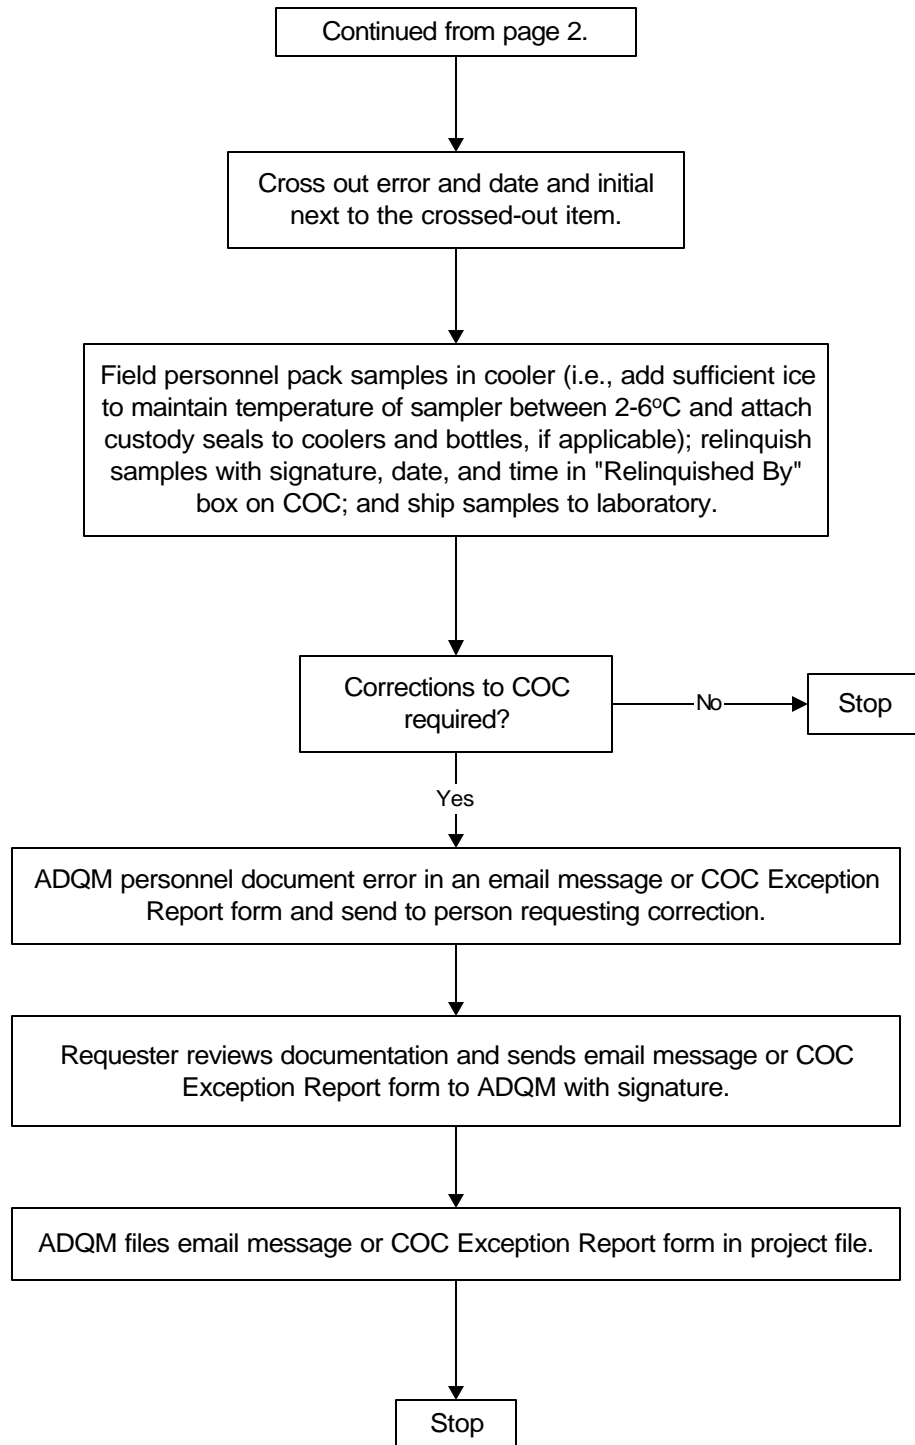 Continued from page 2.
Cross out error and date and initial
next to the crossed-out item.
Field personnel pack samples in cooler (i.e., add sufficient ice
to maintain temperature of sampler between 2-6ºC and attach
custody seals to coolers and bottles, if applicable); relinquish
samples with signature, date, and time in "Relinquished By"
box on COC; and ship samples to laboratory.
Corrections to COC
required?
No
Stop
Yes
ADQM personnel document error in an email message or COC Exception
Report form and send to person requesting correction.
Requester reviews documentation and sends email message or COC
Exception Report form to ADQM with signature.
ADQM files email message or COC Exception Report form in project file.
Stop